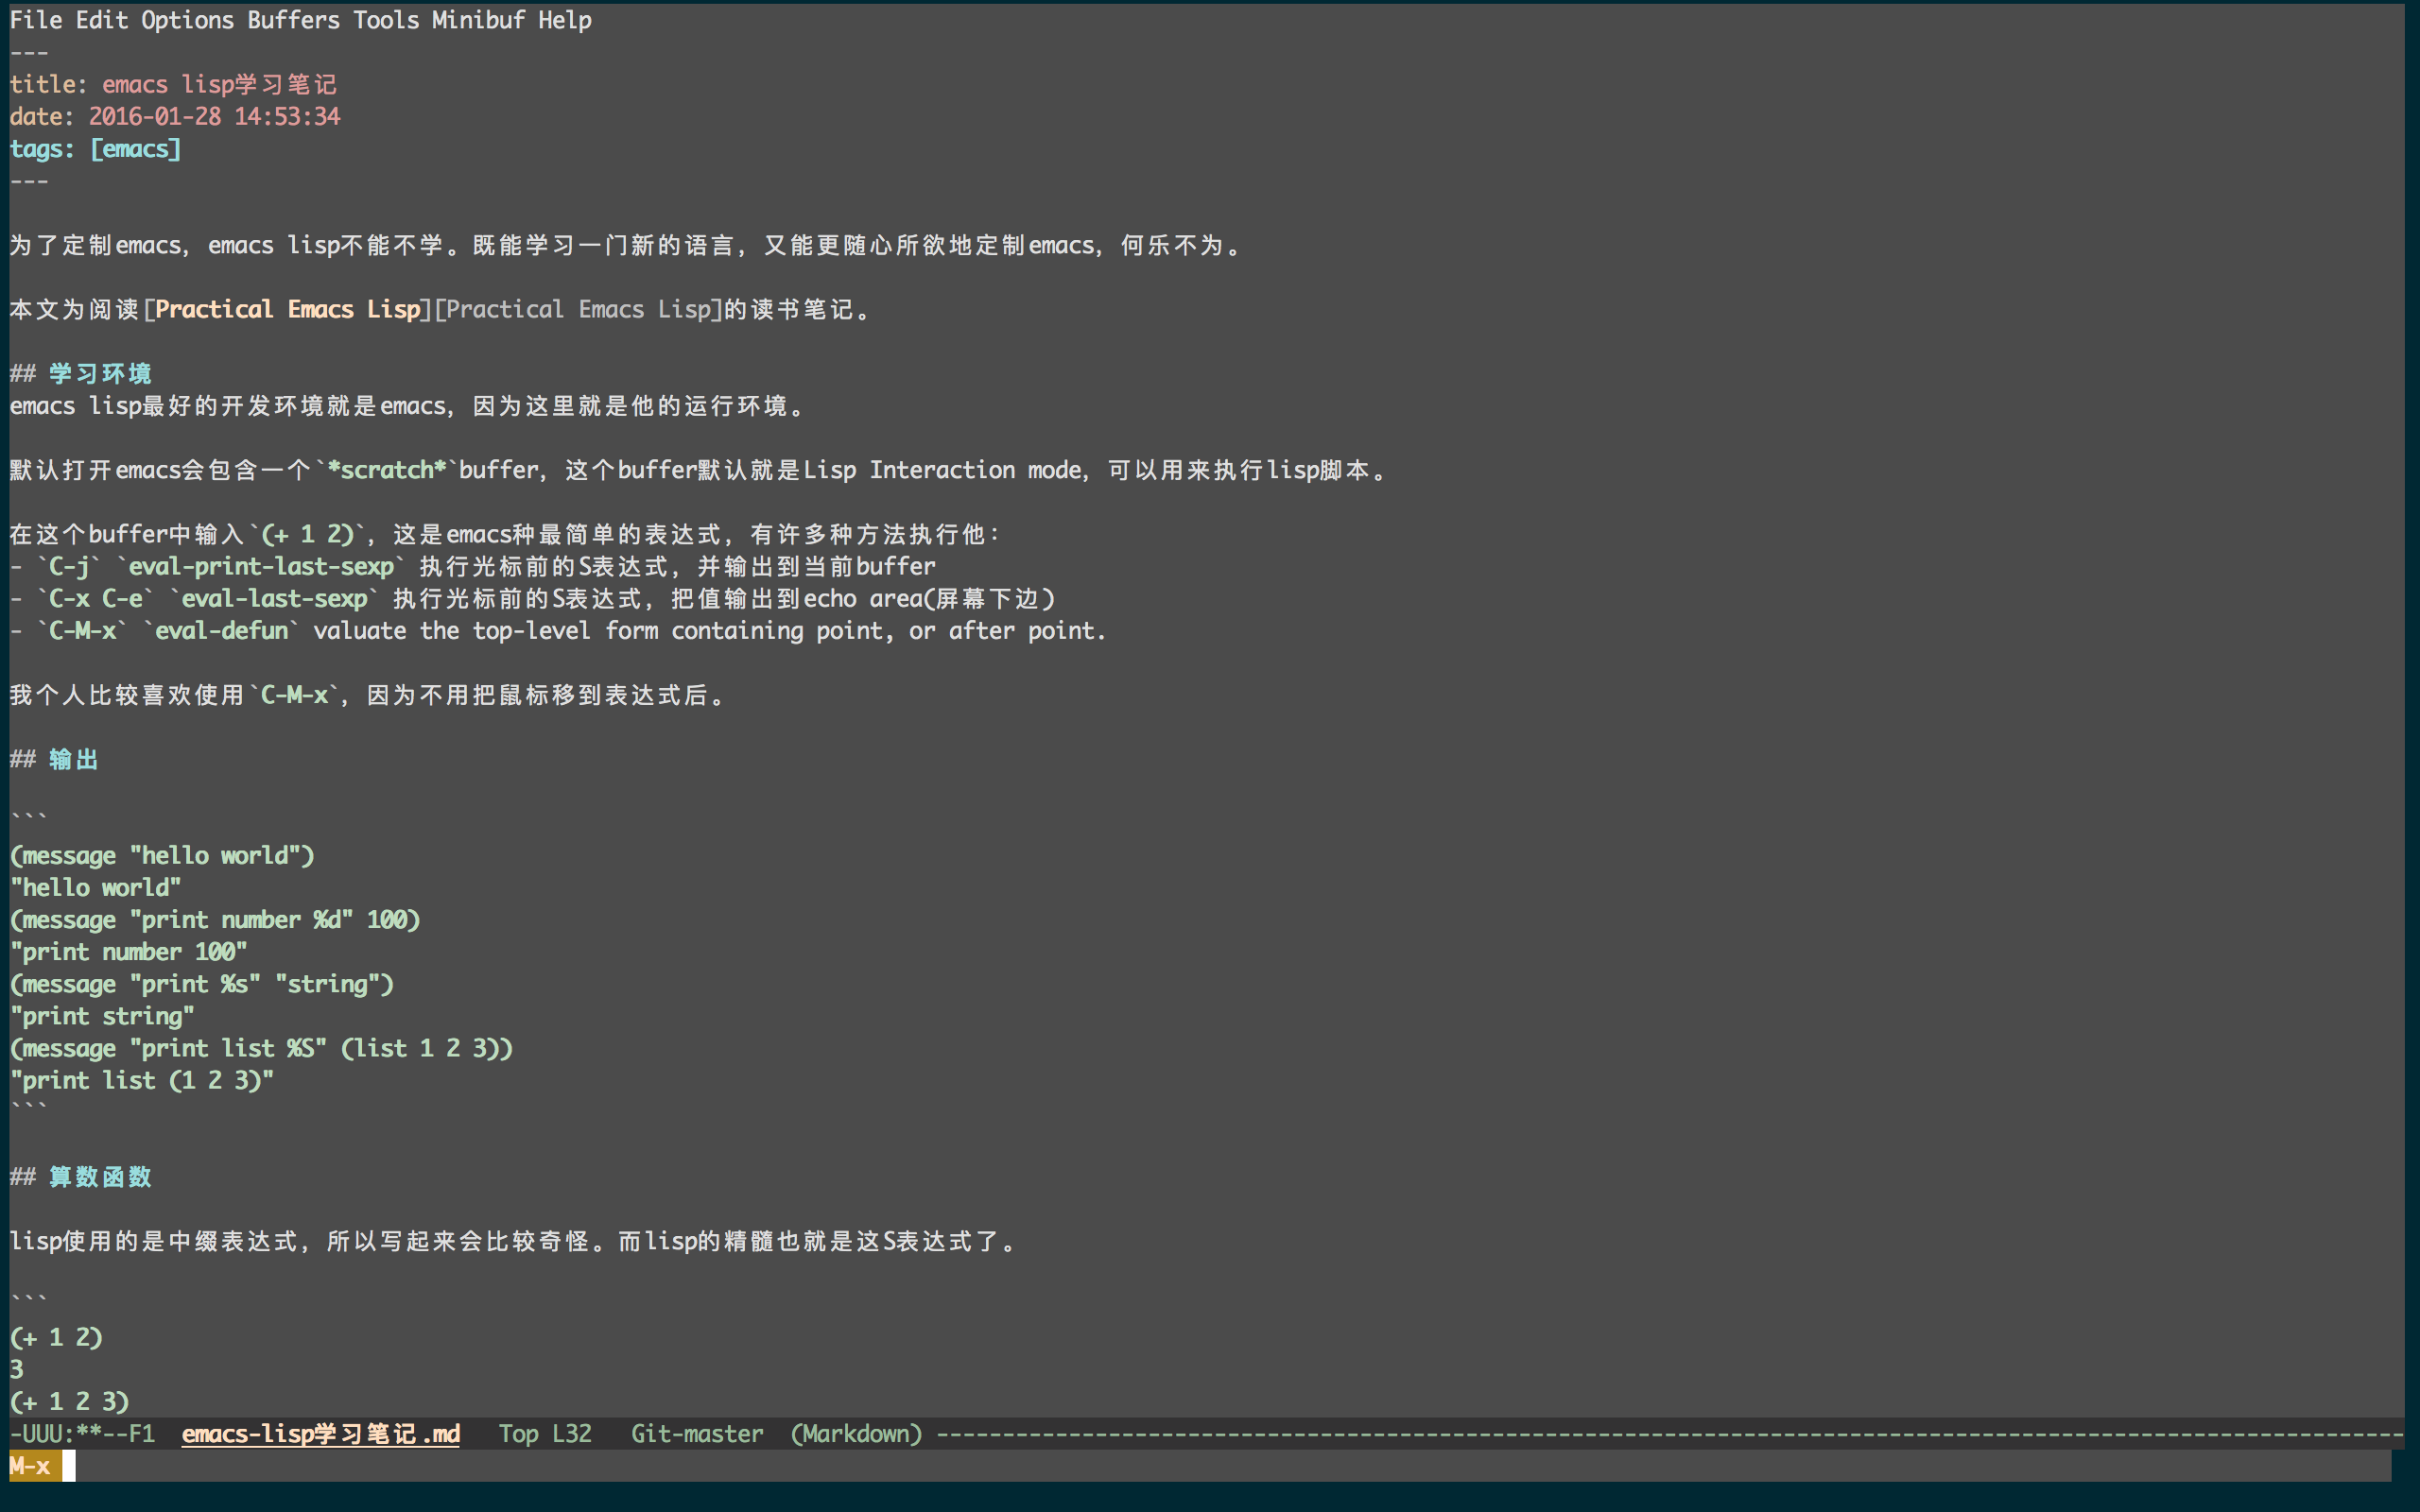 File Edit Options Buffers Tools Minibuf Help
---
title: emacs lisp学习笔记
date: 2016-01-28 14:53:34
tags: [emacs]
---

为了定制emacs, emacs lisp不能不学。既能学习一门新的语言, 又能更随心所欲地定制emacs, 何乐不为。

本文为阅读[Practical Emacs Lisp][Practical Emacs Lisp]的读书笔记。

## 学习环境
emacs lisp最好的开发环境就是emacs, 因为这里就是他的运行环境。

默认打开emacs会包含一个`*scratch*`buffer, 这个buffer默认就是Lisp Interaction mode, 可以用来执行lisp脚本。

在这个buffer中输入`(+ 1 2)`, 这是emacs种最简单的表达式, 有许多种方法执行他:
- `C-j` `eval-print-last-sexp` 执行光标前的S表达式, 并输出到当前buffer
- `C-x C-e` `eval-last-sexp` 执行光标前的S表达式, 把值输出到echo area(屏幕下边)
- `C-M-x` `eval-defun` valuate the top-level form containing point, or after point.

我个人比较喜欢使用`C-M-x`, 因为不用把鼠标移到表达式后。

## 输出

```
(message "hello world")
"hello world"
(message "print number %d" 100)
"print number 100"
(message "print %s" "string")
"print string"
(message "print list %S" (list 1 2 3))
"print list (1 2 3)"
```

## 算数函数

lisp使用的是中缀表达式, 所以写起来会比较奇怪。而lisp的精髓也就是这S表达式了。

```
(+ 1 2)
3
(+ 1 2 3)
-UUU:**--F1  emacs-lisp学习笔记.md   Top L32   Git-master  (Markdown) ---------------------------------------------------------------------------------------------------------------
M-x